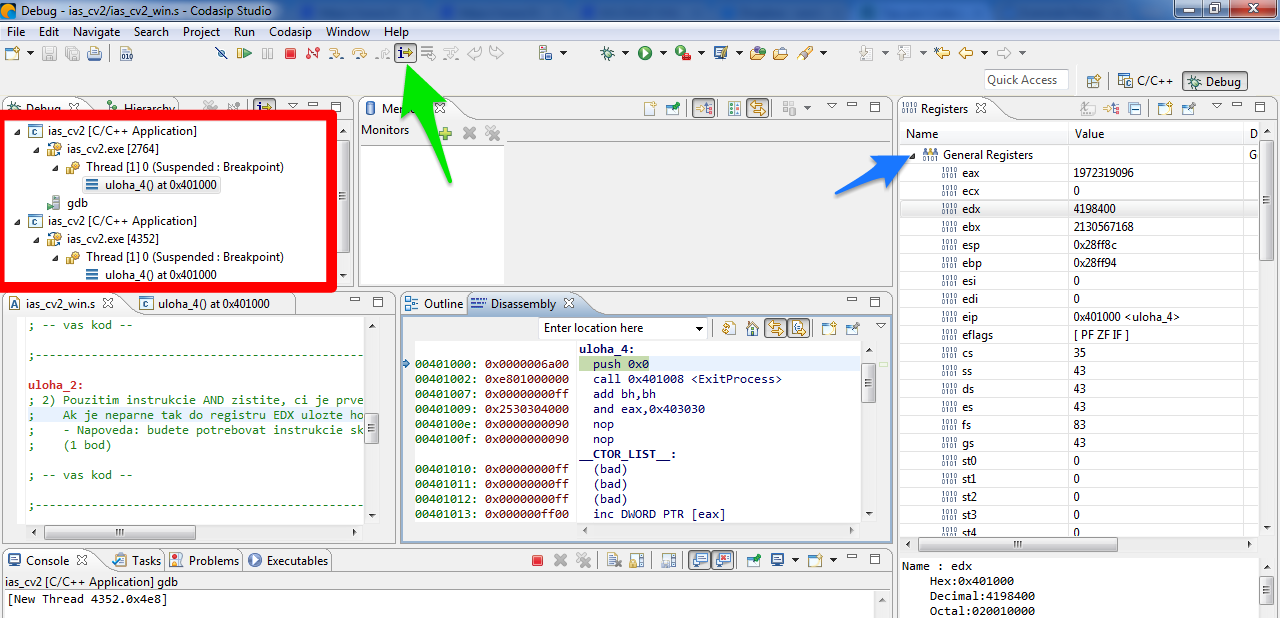 Debug - ias_cv2/ias_cv2_win.s - Codasip Studio
File Edit Navigate Search Project Run Codasip Window Help
Quick Access
C/C++
Debug
Debug
Hierarchy
ias_cv2 [C/C++ Application]
ias_cv2.exe [2764]
Thread [1] 0 (Suspended : Breakpoint)
uloha_4() at 0x401000
gdb
ias_cv2 [C/C++ Application]
ias_cv2.exe [4352]
Thread [1] 0 (Suspended : Breakpoint)
uloha_4() at 0x401000
Monitors
Registers
Name Value D
General Registers G
eax 1972319096
ecx 0
edx 4198400
ebx 2130567168
esp 0x28ff8c
ebp 0x28ff94
esi 0
edi 0
eip 0x401000 <uloha_4>
eflags [ PF ZF IF ]
cs 35
ss 43
ds 43
es 43
fs 83
gs 43
st0 0
st1 0
st2 0
st3 0
st4 0
Name : edx
Hex:0x401000
Decimal:4198400
Octal:020010000
ias_cv2_win.s
uloha_4() at 0x401000
; -- vas kod --
;-----------------------------------------------
uloha_2:
; 2) Pouzitim instrukcie AND zistite, ci je prve
; Ak je neparne tak do registru EDX ulozte ho
; - Napoveda: budete potrebovat instrukcie sk
; (1 bod)
; -- vas kod --
;-----------------------------------------------
Outline
Disassembly
Enter location here
uloha_4:
00401000: 0x0000006a00 push 0x0
00401002: 0xe801000000 call 0x401008 <ExitProcess>
00401007: 0x00000000ff add bh,bh
00401009: 0x2530304000 and eax,0x403030
0040100e: 0x0000000090 nop
0040100f: 0x0000000090 nop
__CTOR_LIST__:
00401010: 0x00000000ff (bad)
00401011: 0x00000000ff (bad)
00401012: 0x00000000ff (bad)
00401013: 0x000000ff00 inc DWORD PTR [eax]
Console
Tasks
Problems
Executables
ias_cv2 [C/C++ Application] gdb
[New Thread 4352.0x4e8]